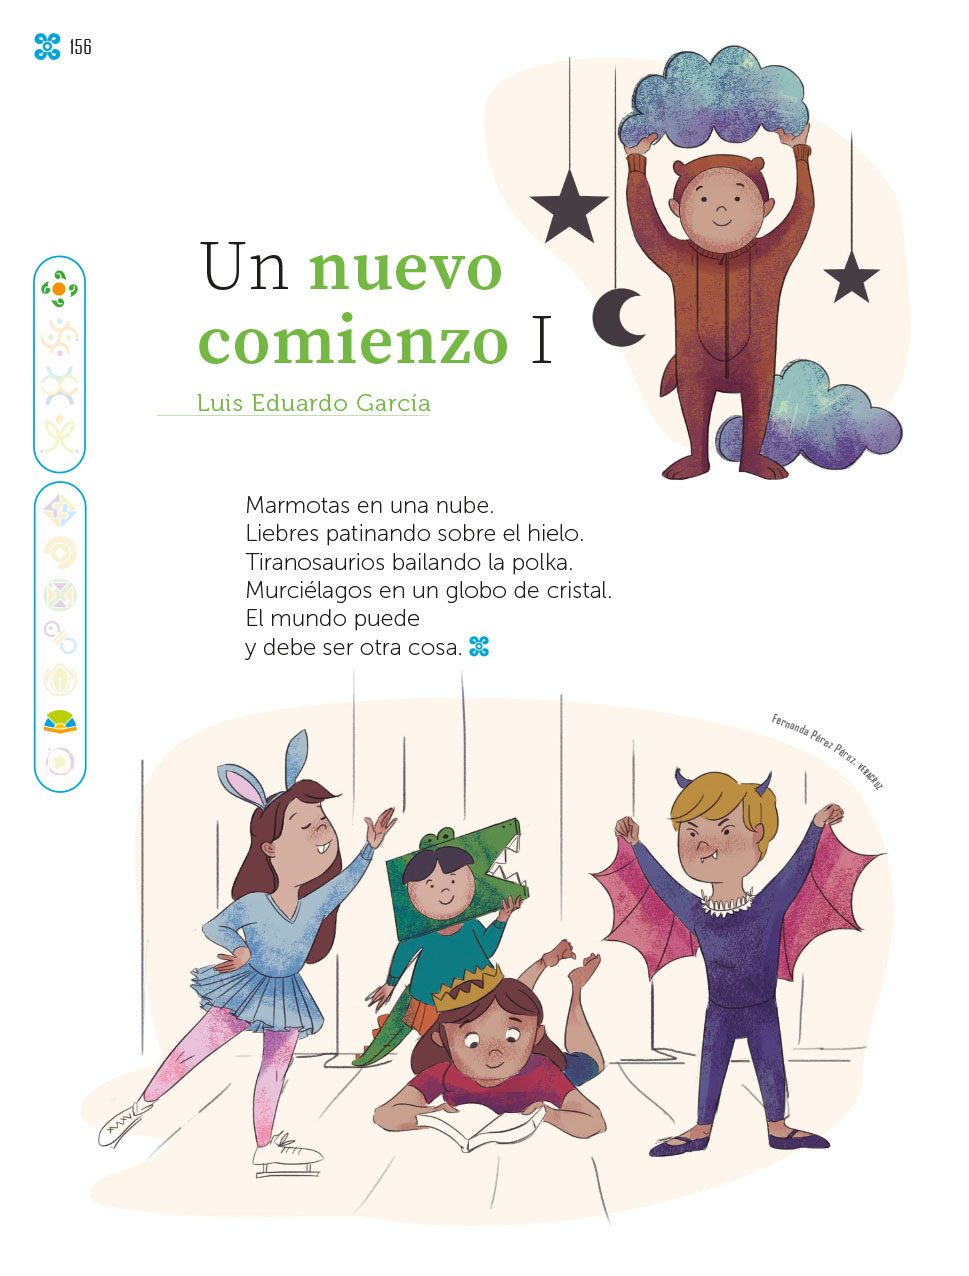 156
Un nuevo
comienzo I
Luis Eduardo García
Marmotas en una nube.
Liebres patinando sobre el hielo.
Tiranosaurios bailando la polka.
Murciélagos en un globo de cristal.
El mundo puede
y debe ser otra cosa.
Fernanda Pérez Pérez, VERACRUZ